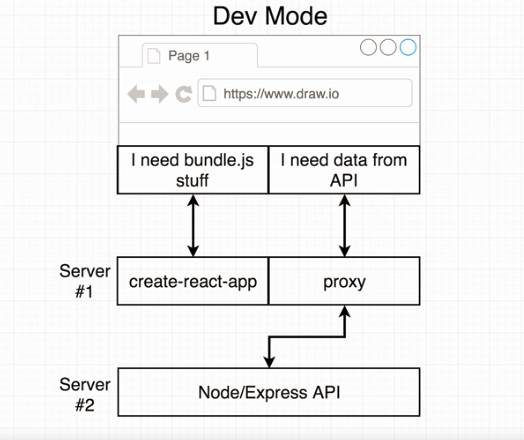 Dev Mode
Page 1
https://www.draw.io
I need bundle.js
stuff
I need data from
API
Server
#1
create-react-app
proxy
Server
#2
Node/Express API